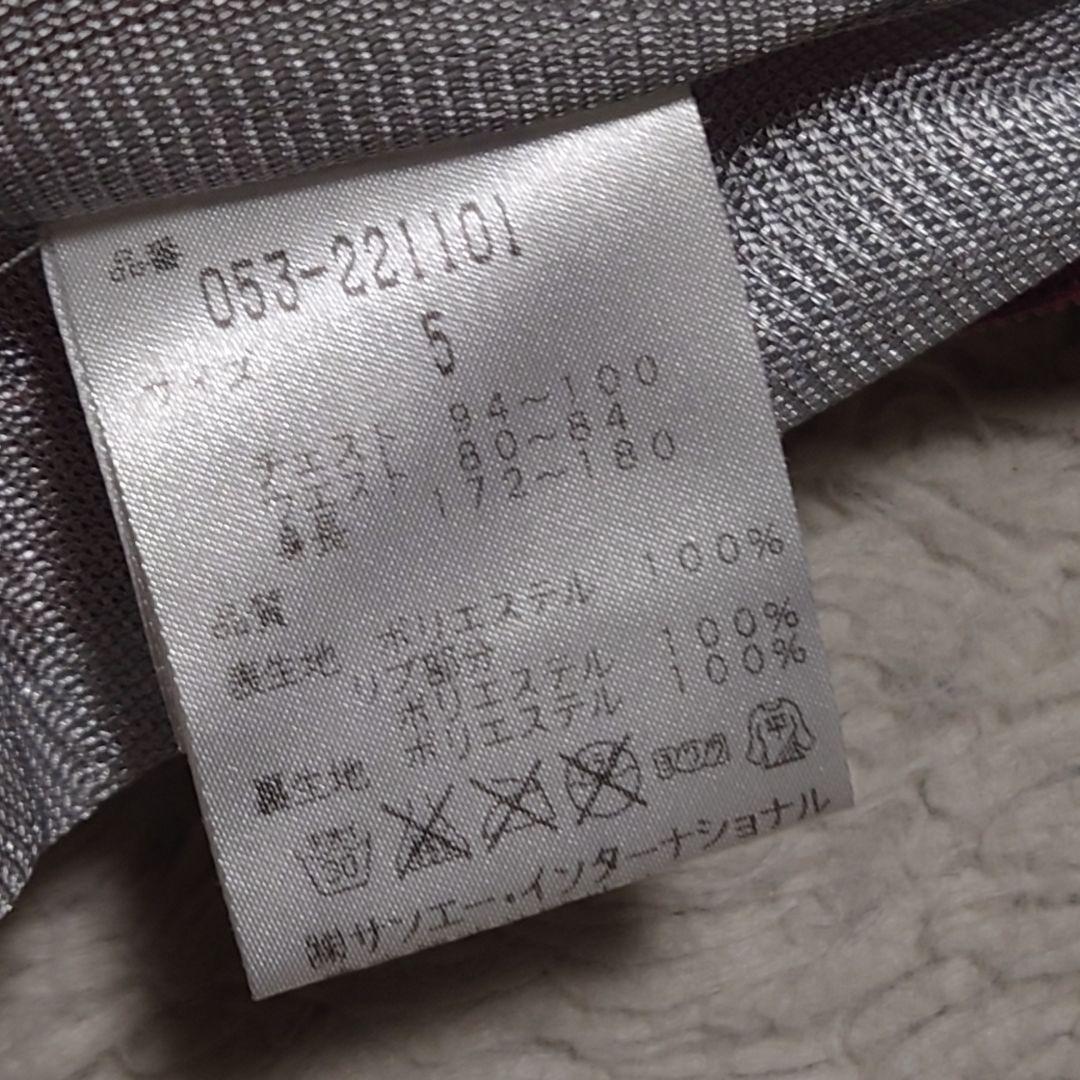 品番 053-221101
サイズ 5
チェスト 94~100
ウエスト 80~84
身長 172~180
品質
表生地 ポリエステル 100%
リブ部分
ポリエステル 100%
裏生地 ポリエステル 100%
㈱サンエー・インターナショナル